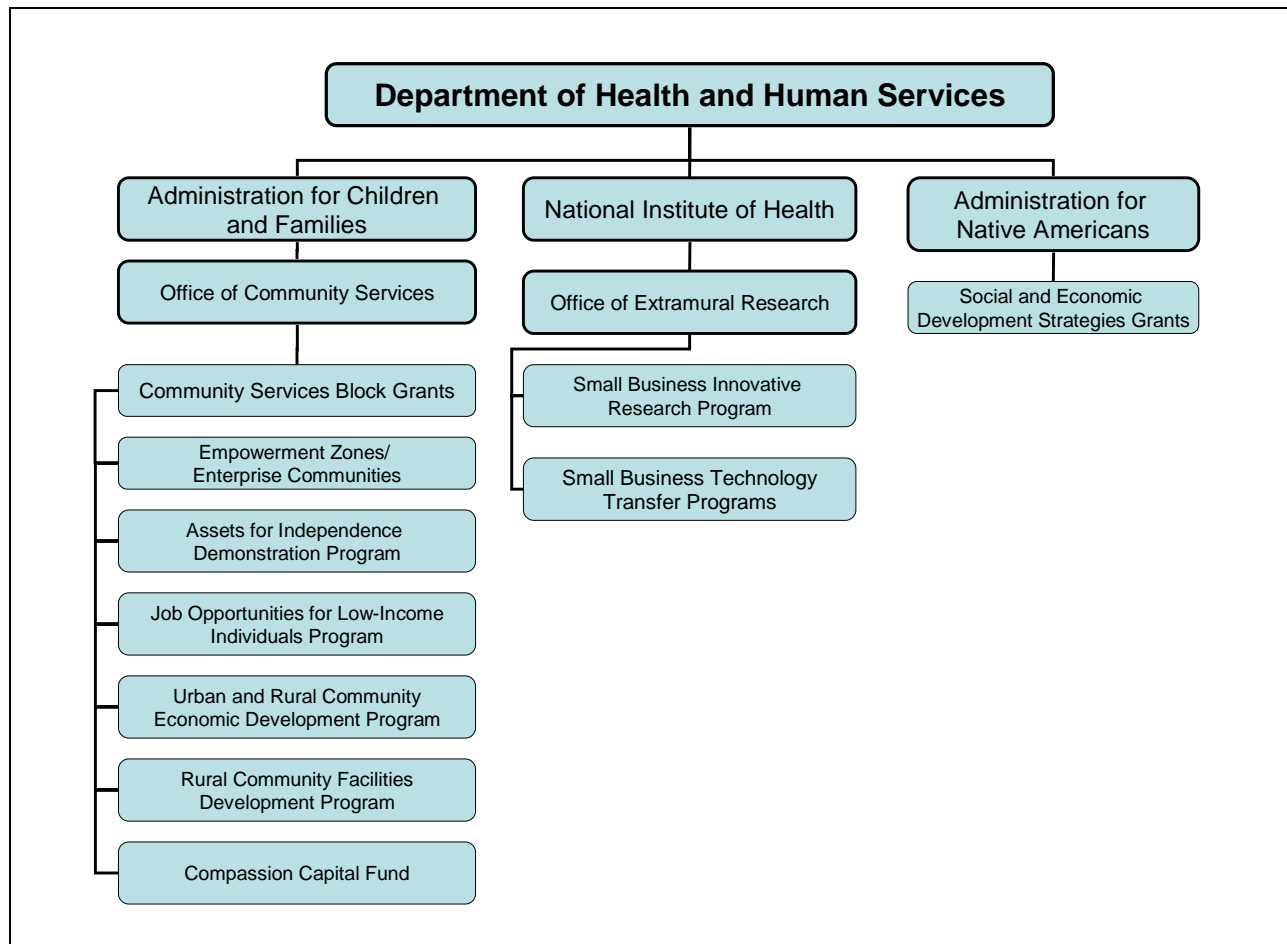 Department of Health and Human Services
Administration for Children
and Families
National Institute of Health
Administration for
Native Americans
Office of Community Services
Office of Extramural Research
Social and Economic
Development Strategies Grants
Community Services Block Grants
Small Business Innovative
Research Program
Empowerment Zones/
Enterprise Communities
Small Business Technology
Transfer Programs
Assets for Independence
Demonstration Program
Job Opportunities for Low-Income
Individuals Program
Urban and Rural Community
Economic Development Program
Rural Community Facilities
Development Program
Compassion Capital Fund